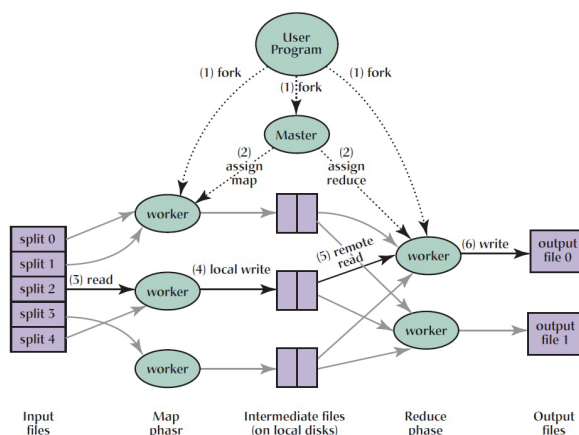 User
Program
(1) fork
(1) fork
(1) fork
Master
(2)
assign
map
(2)
assign
reduce
worker
split 0
split 1
split 2
split 3
split 4
(3) read
worker
(4) local write
(5) remote
read
worker
(6) write
output
file 0
worker
output
file 1
worker
Input
files
Map
phasr
Intermediate files
(on local disks)
Reduce
phase
Output
files